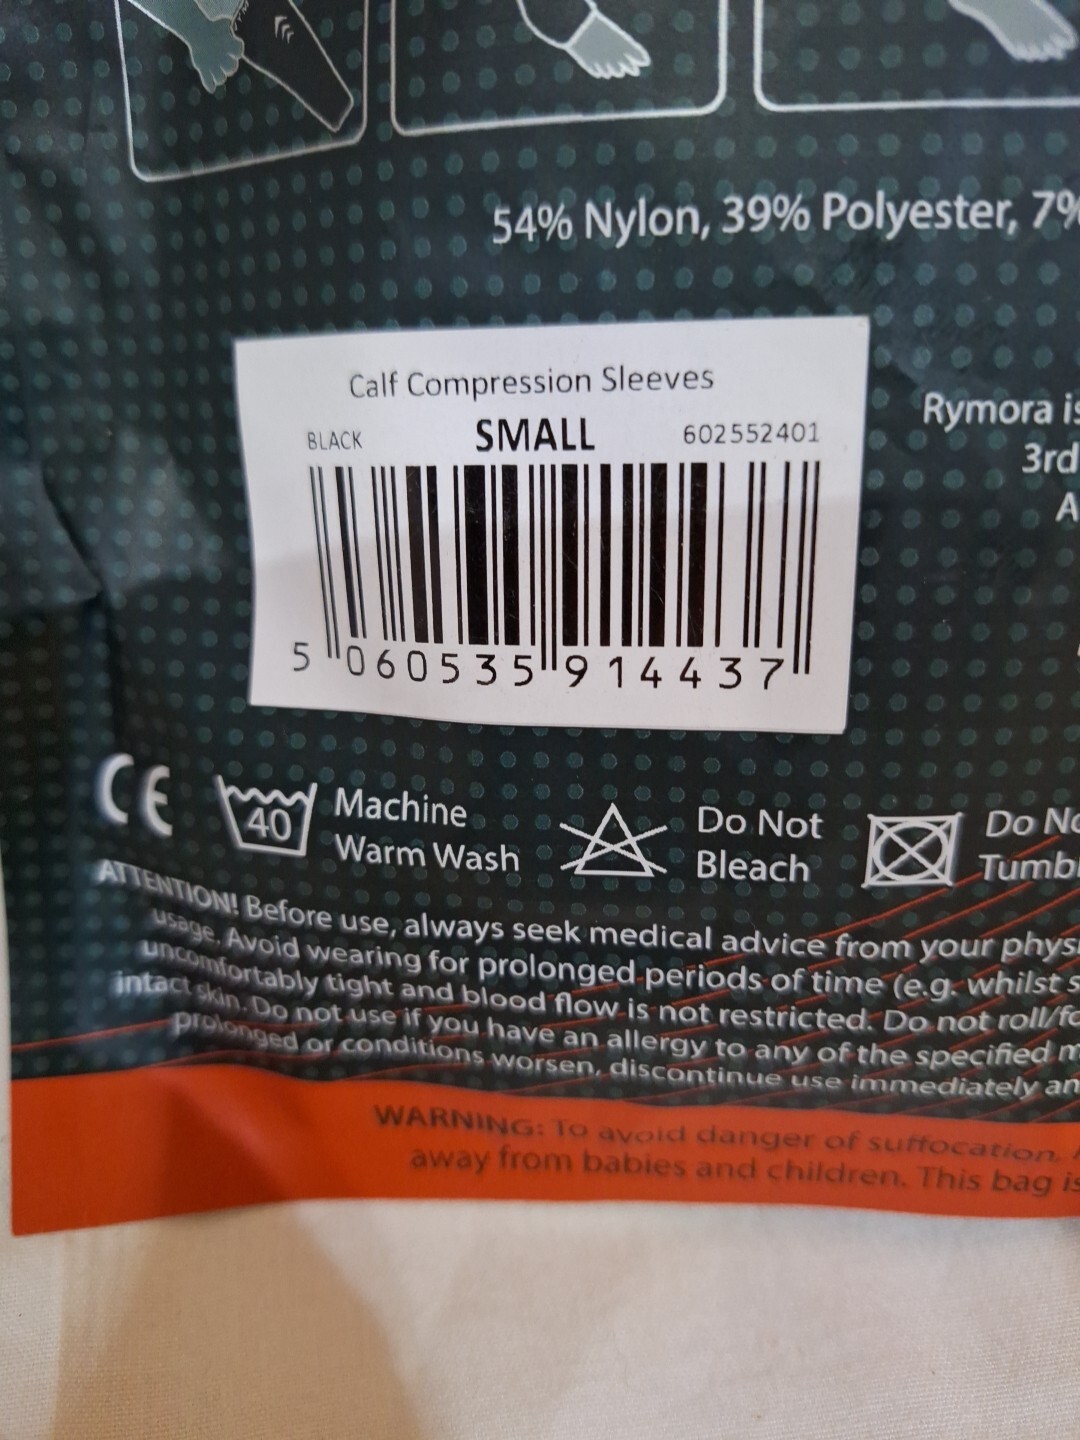 54% Nylon, 39% Polyester, 7%
Calf Compression Sleeves
BLACK SMALL 602552401
5 060535 914437
Rymora is
3rd
A
CE
40 Machine
Warm Wash
Do Not
Bleach
Do No
Tumbl
ATTENTION! Before use, always seek medical advice from your physi
usage. Avoid wearing for prolonged periods of time (e.g. whilst s
uncomfortably tight and blood flow is not restricted. Do not roll/fo
intact skin. Do not use if you have an allergy to any of the specified m
prolonged or conditions worsen, discontinue use immediately an
WARNING: To avoid danger of suffocation,
away from babies and children. This bag is